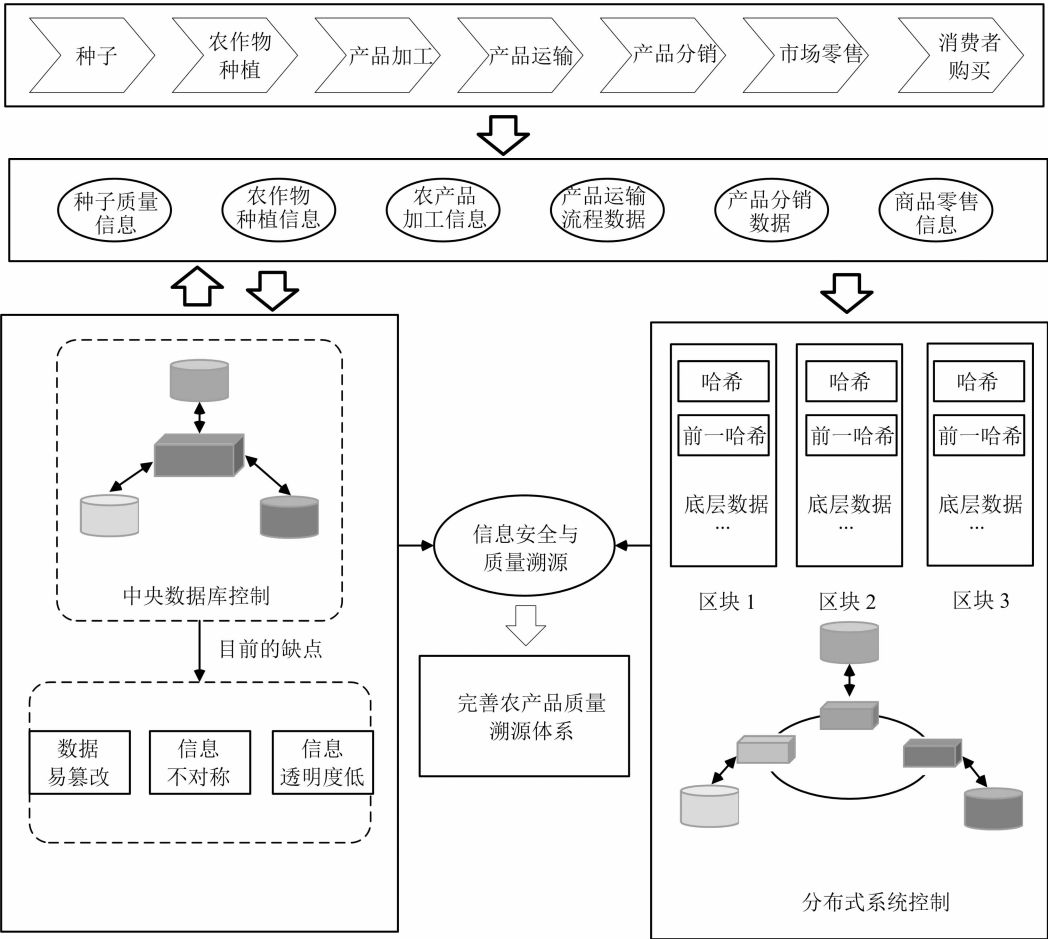 种子
农作物
种植
产品加工
产品运输
产品分销
市场零售
消费者
购买
种子质量
信息
农作物
种植信息
农产品
加工信息
产品运输
流程数据
产品分销
数据
商品零售
信息
中央数据库控制
目前的缺点
数据
易篡改
信息
不对称
信息
透明度低
信息安全与
质量溯源
完善农产品质量
溯源体系
哈希
前一哈希
底层数据
...
区块 1
哈希
前一哈希
底层数据
...
区块 2
哈希
前一哈希
底层数据
...
区块 3
分布式系统控制